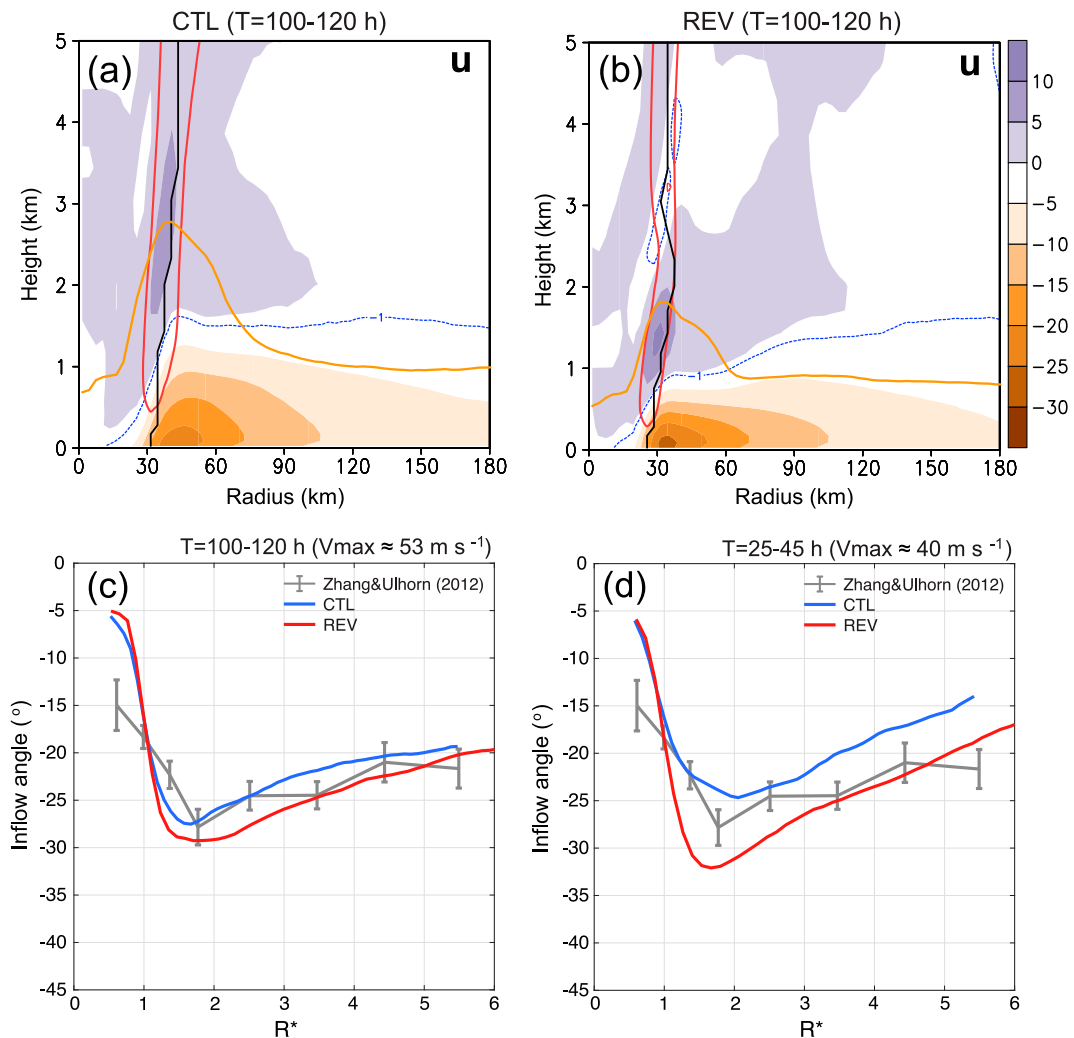 CTL (T=100-120 h)
REV (T=100-120 h)
(a)
u
5
4
3
2
1
0
Height (km)
-1
0 30 60 90 120 150 180
Radius (km)
(b)
u
5
4
3
2
1
0
Height (km)
0
-1
0 30 60 90 120 150 180
Radius (km)
10
5
0
-5
-10
-15
-20
-25
-30
T=100-120 h (Vmax ≈ 53 m s -1)
(c)
Zhang&Ulhorn (2012)
CTL
REV
0
-5
-10
-15
-20
-25
-30
-35
-40
-45
Inflow angle (°)
0 1 2 3 4 5 6
R*
T=25-45 h (Vmax ≈ 40 m s -1)
(d)
Zhang&Ulhorn (2012)
CTL
REV
0
-5
-10
-15
-20
-25
-30
-35
-40
-45
Inflow angle (°)
0 1 2 3 4 5 6
R*